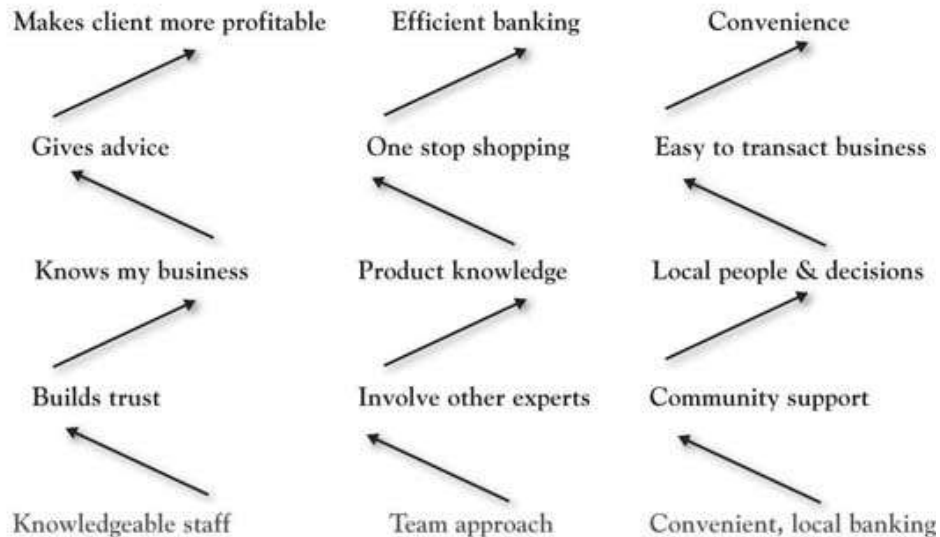 Makes client more profitable
Efficient banking
Convenience
Gives advice
One stop shopping
Easy to transact business
Knows my business
Product knowledge
Local people & decisions
Builds trust
Involve other experts
Community support
Knowledgeable staff
Team approach
Convenient, local banking